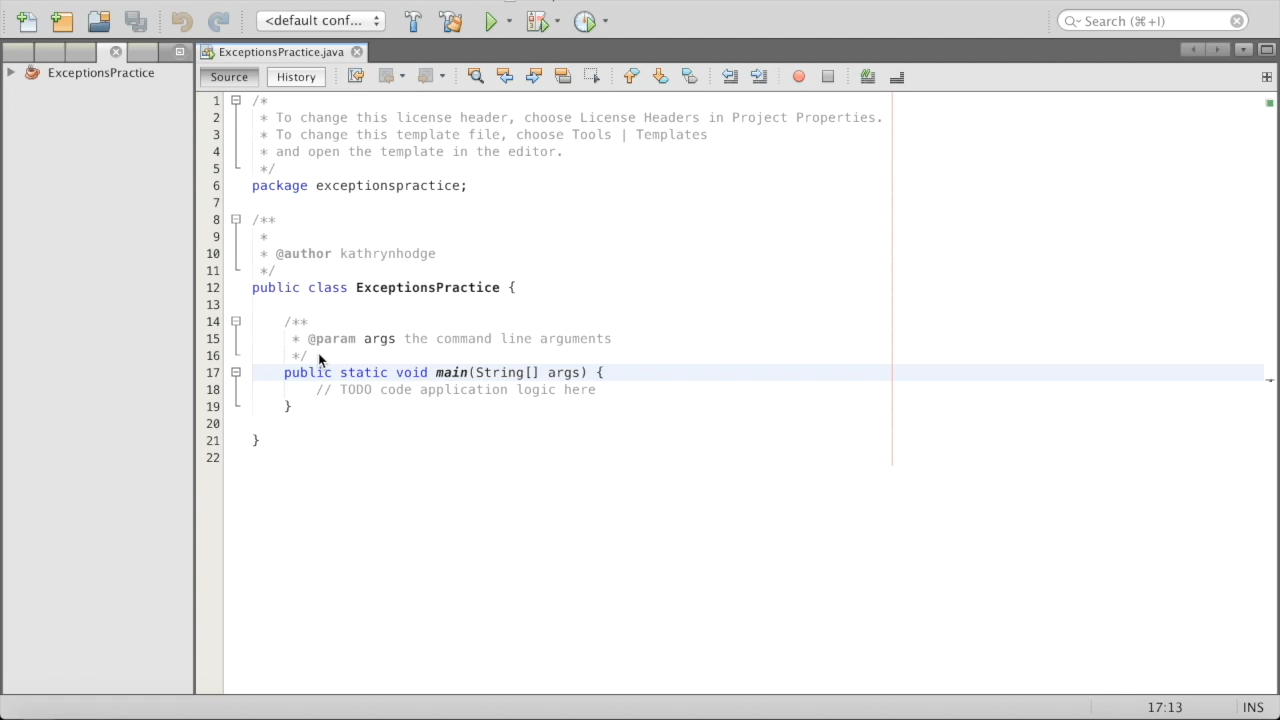 <default conf...
Search (⌘+I)
ExceptionsPractice.java
ExceptionsPractice
Source
History
1 /*
2 * To change this license header, choose License Headers in Project Properties.
3 * To change this template file, choose Tools | Templates
4 * and open the template in the editor.
5 */
6 package exceptionspractice;
7
8 /**
9 *
10 * @author kathrynhodge
11 */
12 public class ExceptionsPractice {
13
14 /**
15 * @param args the command line arguments
16 */
17 public static void main(String[] args) {
18 // TODO code application logic here
19 }
20
21 }
22
17:13
INS